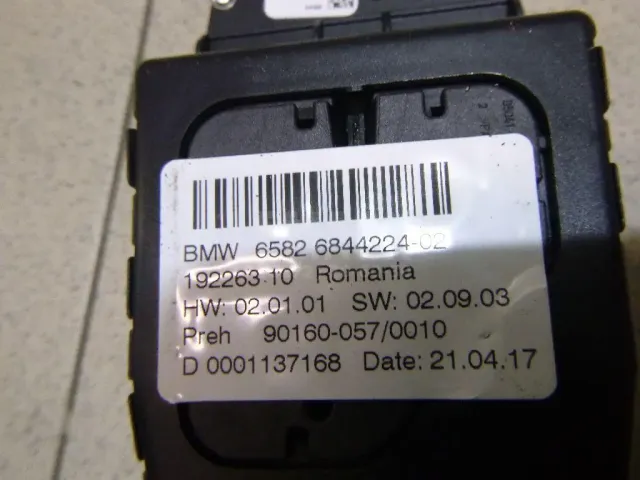 BMW 6582 6844224-02
192263 10 Romania
HW: 02.01.01 SW: 02.09.03
Preh 90160-057/0010
D 0001137168 Date: 21.04.17